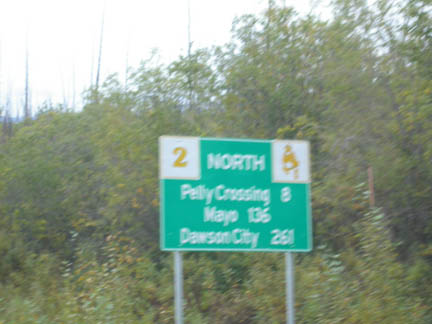 2 NORTH
Pelly Crossing 8
Mayo 136
Dawson City 261